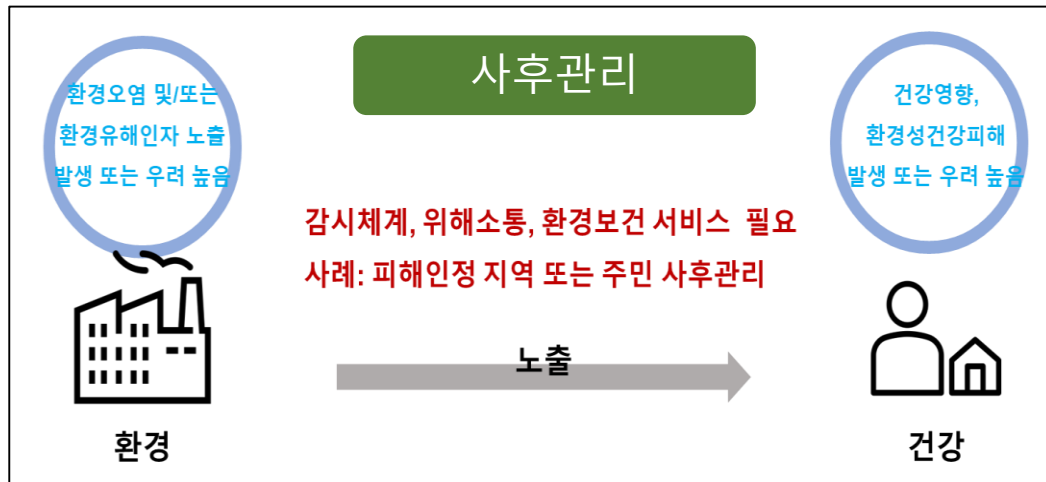 사후관리
환경오염 및/또는
환경유해인자 노출
발생 또는 우려 높음
건강영향,
환경성건강피해
발생 또는 우려 높음
감시체계, 위해소통, 환경보건 서비스 필요
사례: 피해인정 지역 또는 주민 사후관리
노출
환경
건강